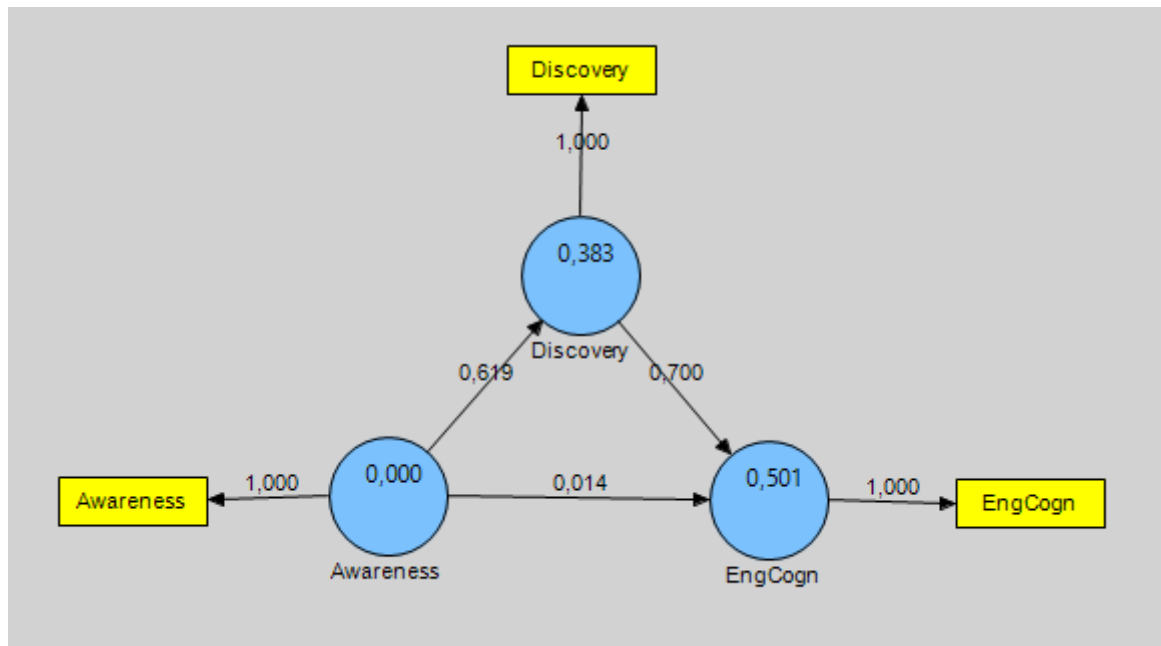 Discovery
1,000
0,383
Discovery
0,619
0,700
Awareness
1,000
0,000
0,014
0,501
1,000
EngCogn
Awareness
EngCogn